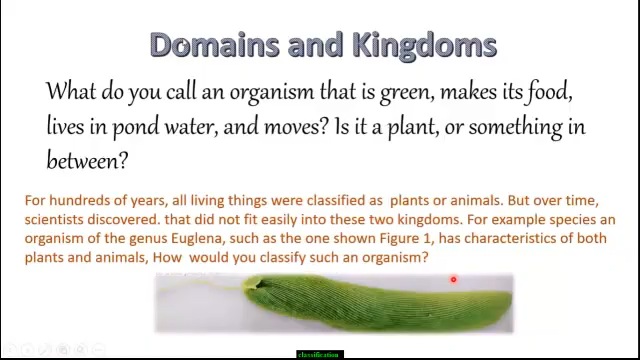 Domains and Kingdoms
What do you call an organism that is green, makes its food,
lives in pond water, and moves? Is it a plant, or something in
between?
For hundreds of years, all living things were classified as plants or animals. But over time,
scientists discovered. that did not fit easily into these two kingdoms. For example species an
organism of the genus Euglena, such as the one shown Figure 1, has characteristics of both
plants and animals, How would you classify such an organism?
classification